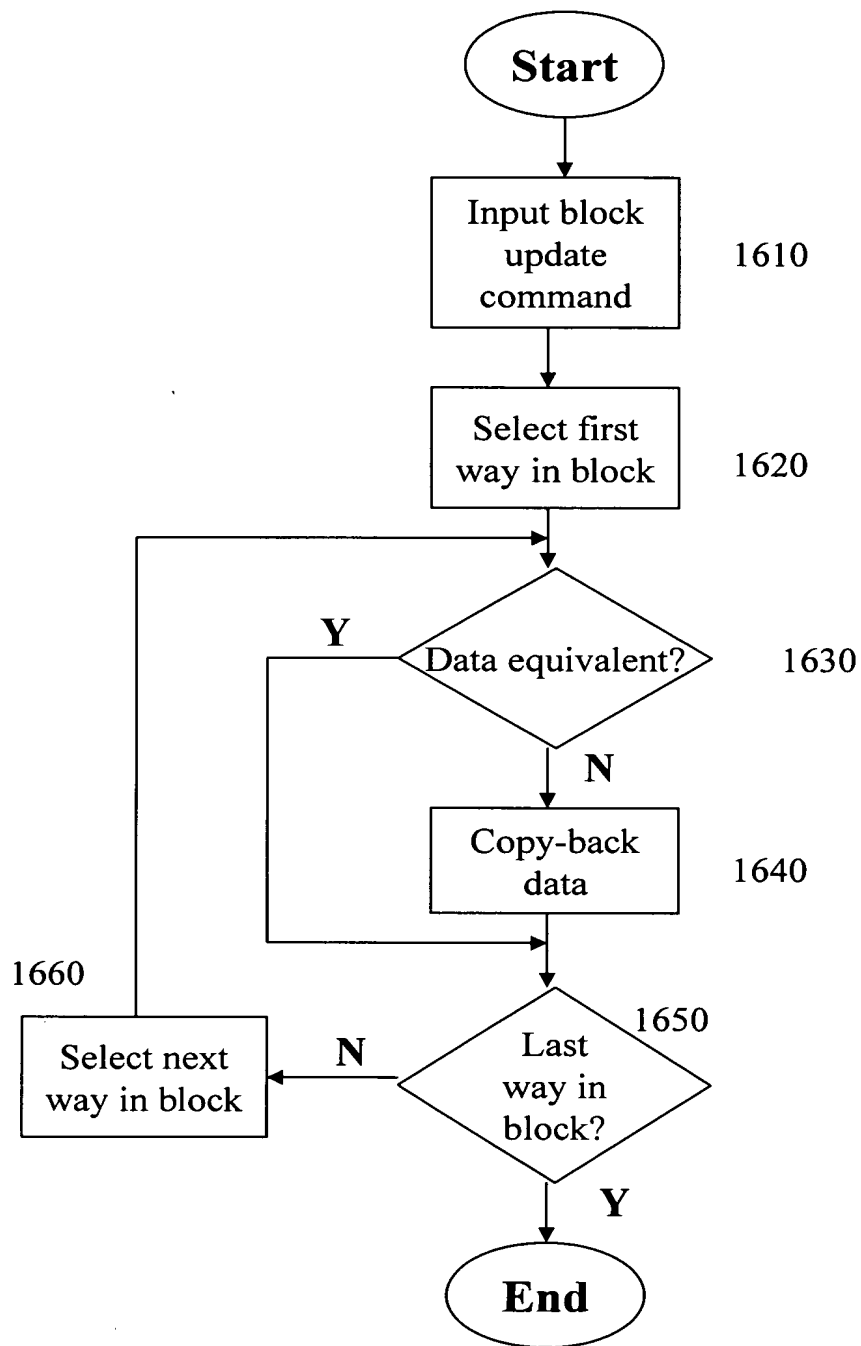 Start
Input block
update
command
1610
Select first
way in block
1620
Y
Data equivalent?
1630
N
Copy-back
data
1640
1660
1650
Select next
way in block
N
Last
way in
block?
Y
End